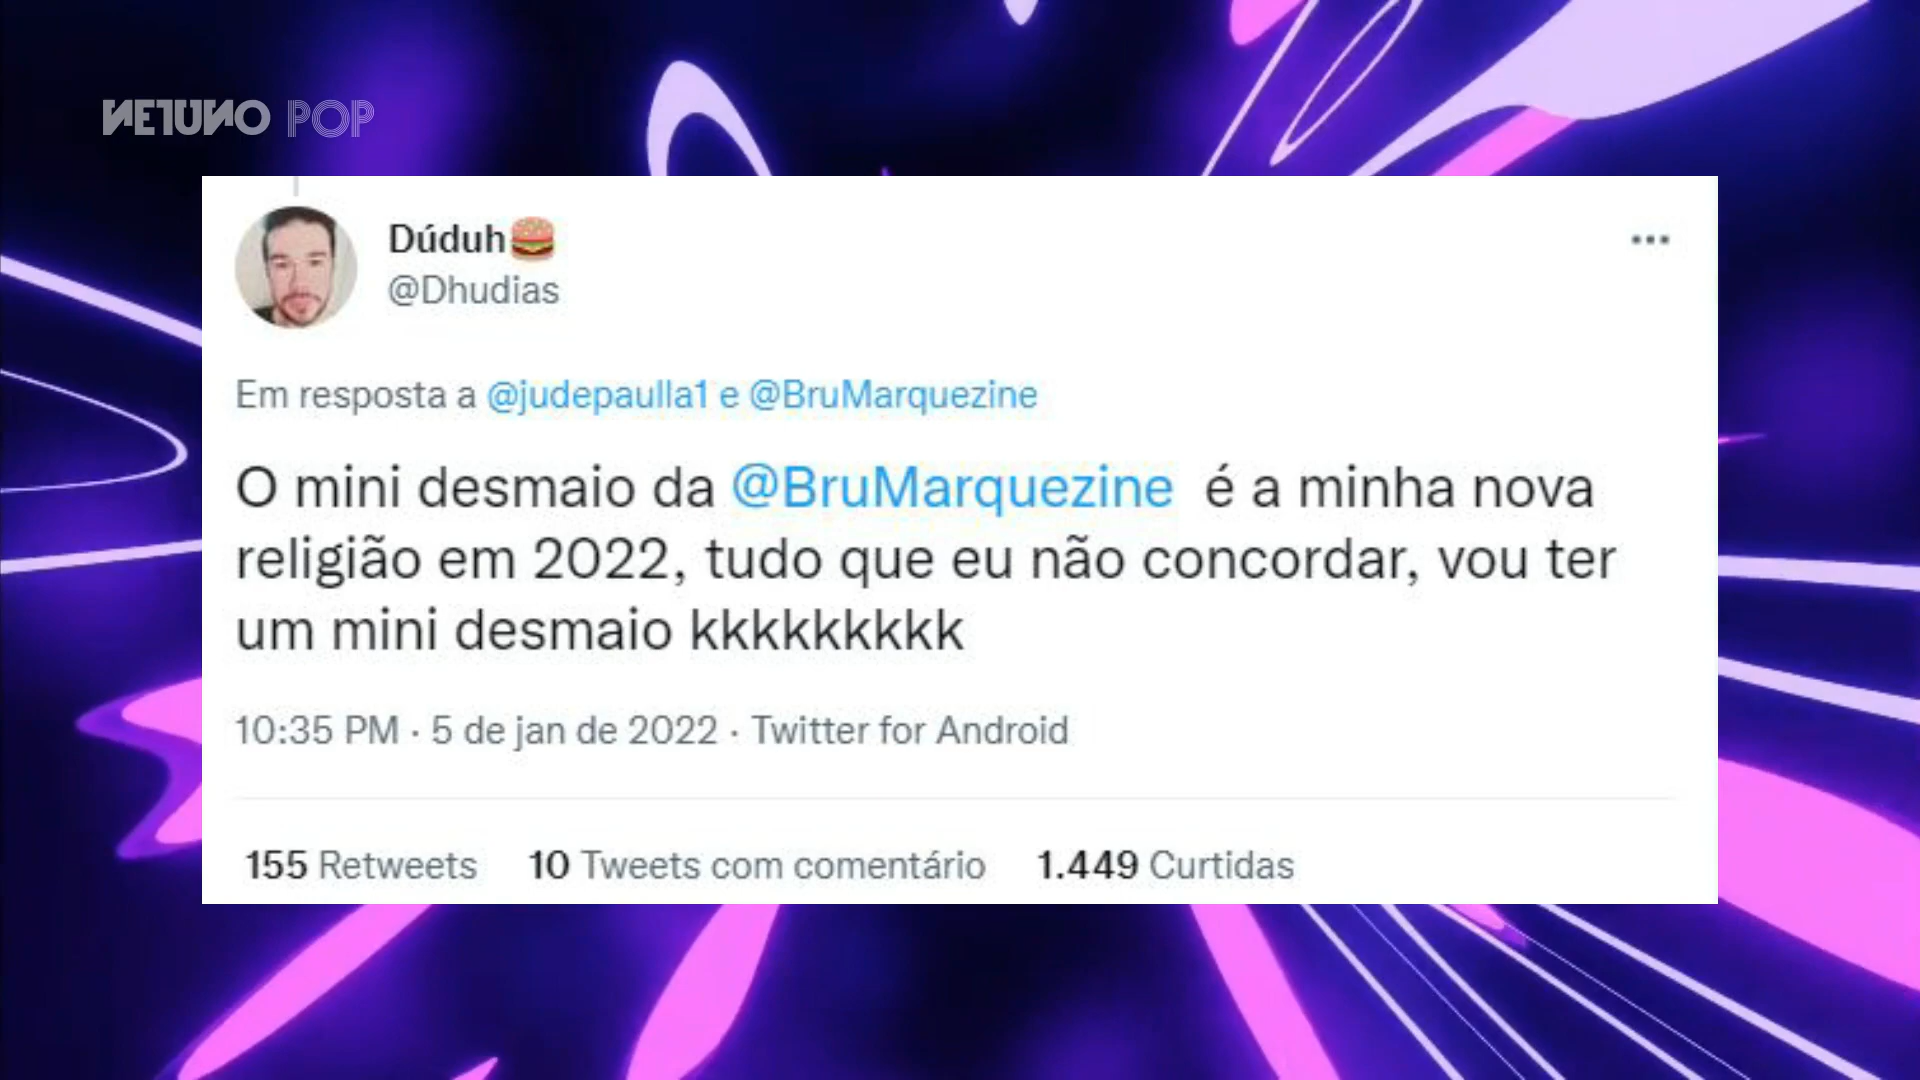 NETUNO POP
Dúduh🍔
@Dhudias
Em resposta a @judepaulla1 e @BruMarquezine
O mini desmaio da @BruMarquezine é a minha nova
religião em 2022, tudo que eu não concordar, vou ter
um mini desmaio kkkkkkkkk
10:35 PM · 5 de jan de 2022 · Twitter for Android
155 Retweets 10 Tweets com comentário 1.449 Curtidas